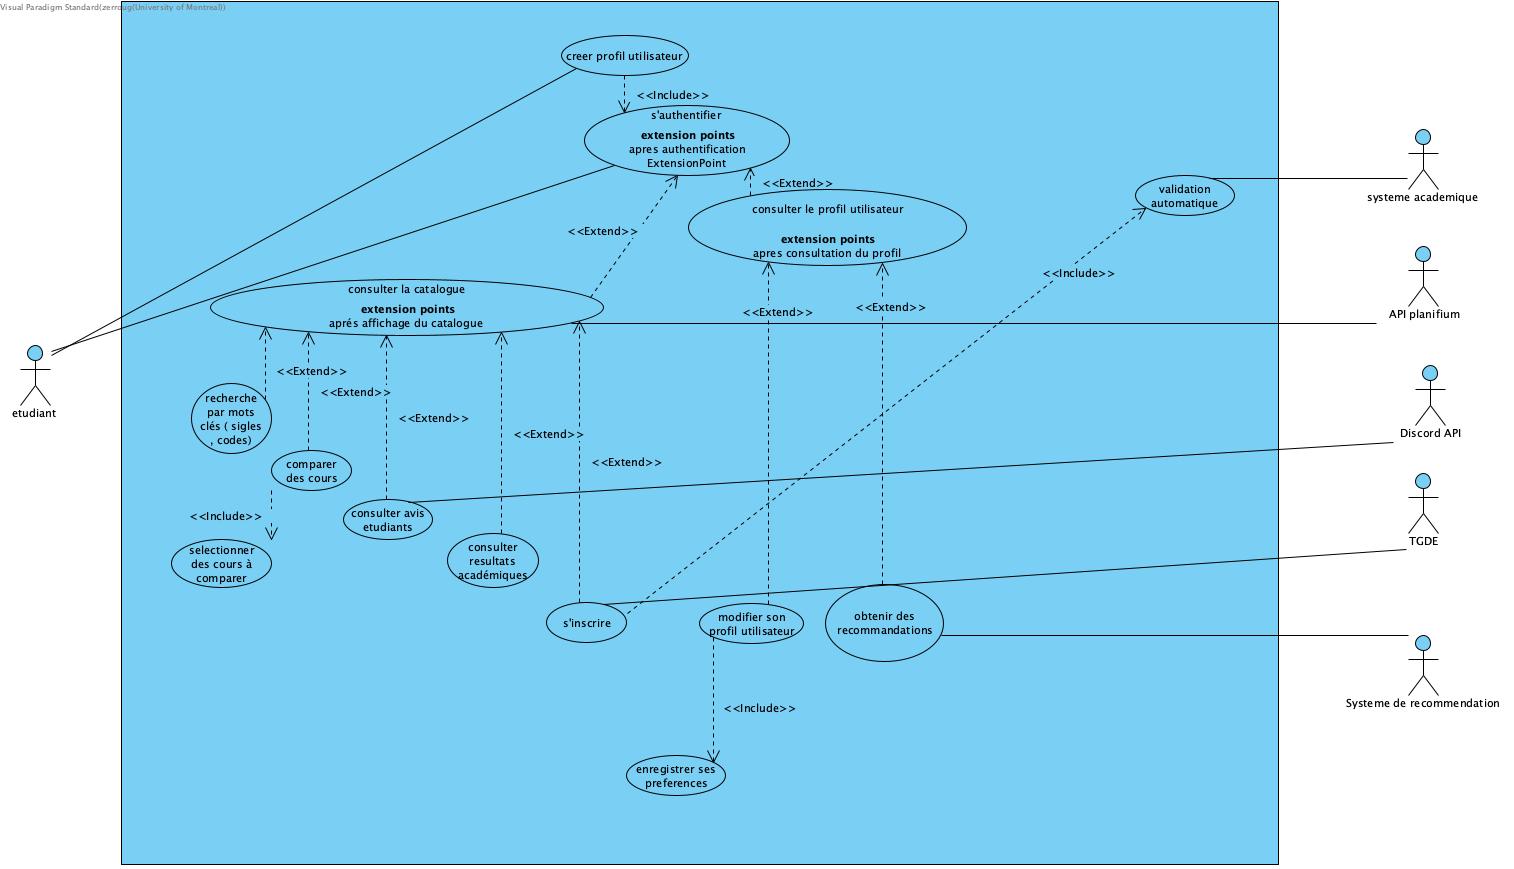 Visual Paradigm Standard(zerroug(University of Montreal))
creer profil utilisateur
<<Include>>
s'authentifier
extension points
apres authentification
ExtensionPoint
<<Extend>>
<<Extend>>
consulter le profil utilisateur
extension points
apres consultation du profil
validation
automatique
systeme academique
<<Include>>
consulter la catalogue
extension points
aprés affichage du catalogue
<<Extend>>
<<Extend>>
API planifium
etudiant
<<Extend>>
<<Extend>>
<<Extend>>
<<Extend>>
<<Extend>>
recherche
par mots
clés ( sigles
, codes)
Discord API
comparer
des cours
<<Include>>
consulter avis
etudiants
selectionner
des cours à
comparer
consulter
resultats
académiques
TGDE
s'inscrire
modifier son
profil utilisateur
obtenir des
recommandations
Systeme de recommendation
<<Include>>
enregistrer ses
preferences